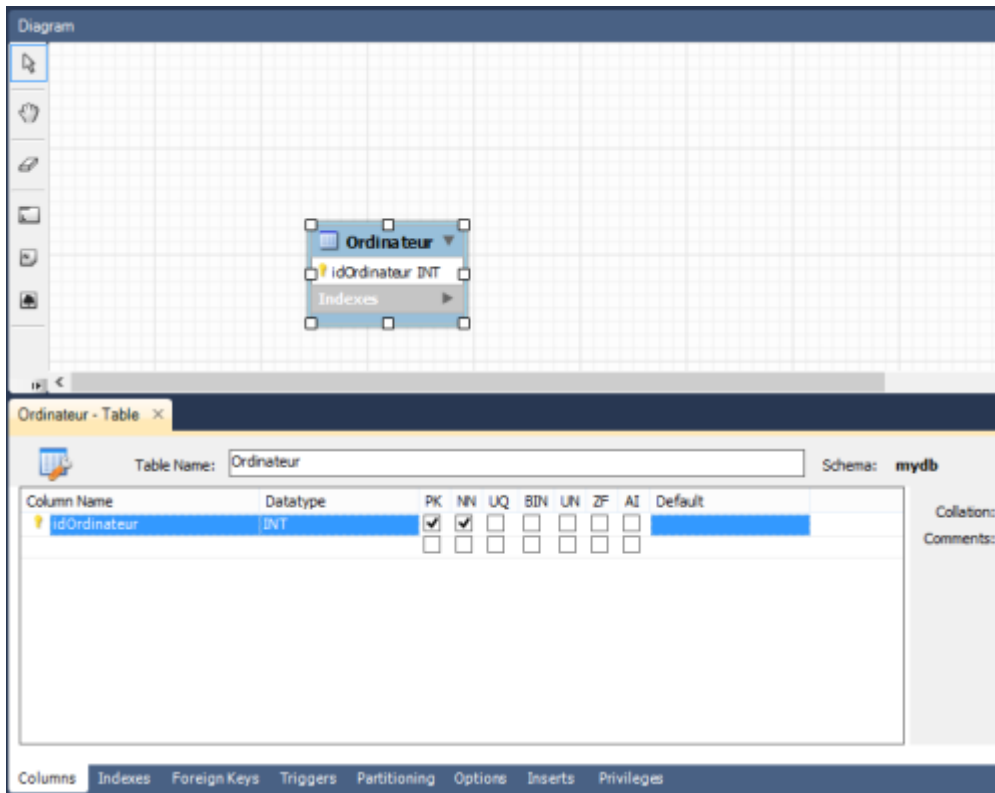 Diagram
Ordinateur
idOrdinateur INT
Indexes
Ordinateur - Table
Table Name: Ordinateur Schema: mydb
Column Name Datatype PK NN UQ BIN UN ZF AI Default
idOrdinateur INT
Collation:
Comments:
Columns Indexes Foreign Keys Triggers Partitioning Options Inserts Privileges